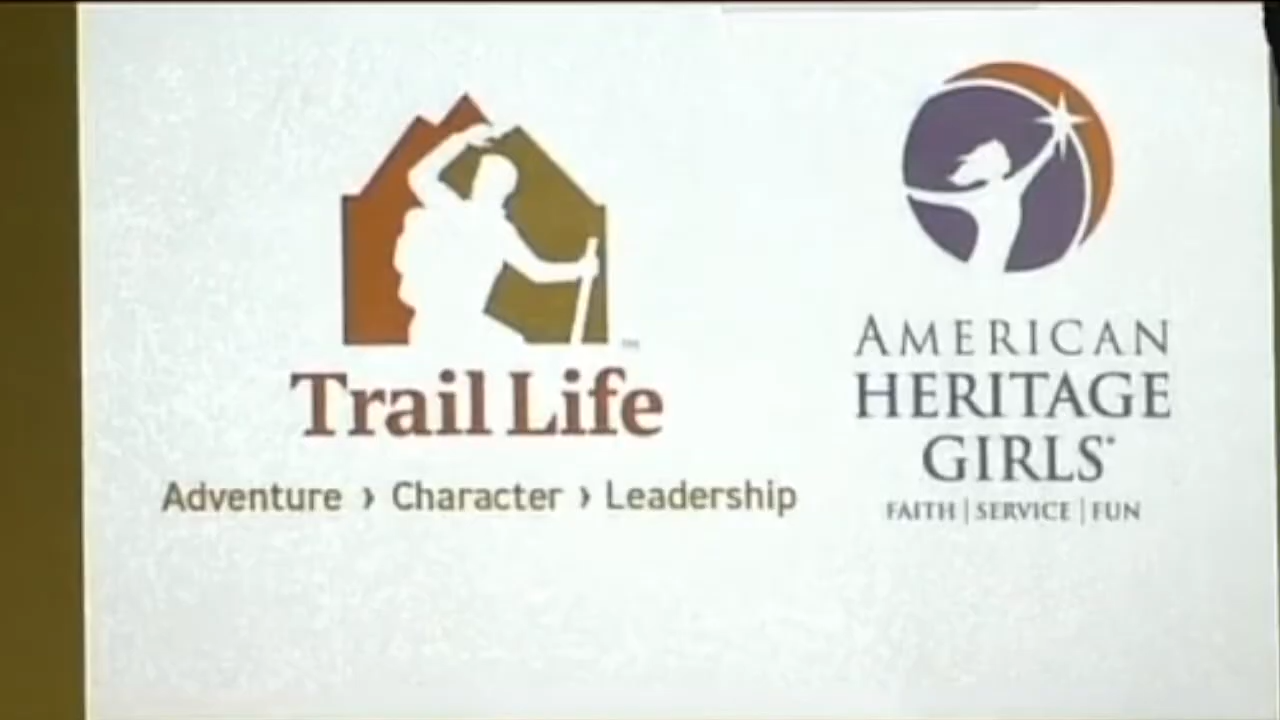 Trail Life
Adventure › Character › Leadership
AMERICAN
HERITAGE
GIRLS
FAITH | SERVICE | FUN